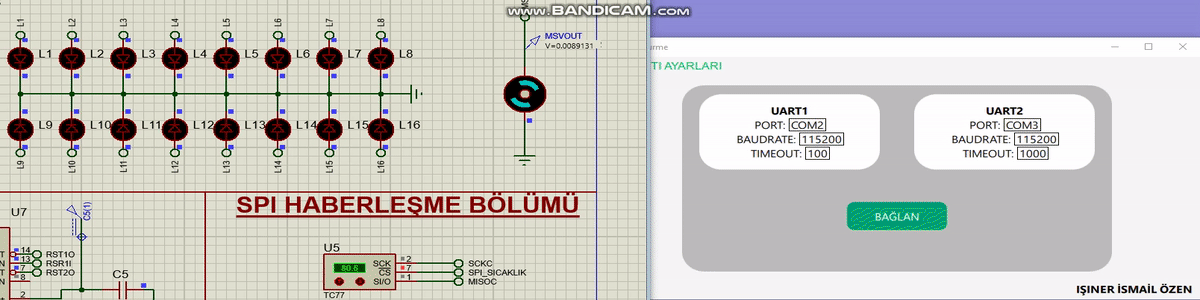 www.BANDICAM.com
L1 L2 L3 L4 L5 L6 L7 L8
L1 L2 L3 L4 L5 L6 L7 L8
L9 L10 L11 L12 L13 L14 L15 L16
L9 L10 L11 L12 L13 L14 L15 L16
MSVOUT
V=0.0089131
SPI HABERLEŞME BÖLÜMÜ
U7
C5(1)
14 RST1O
13 RSR1I
7 RST2O
8
2
C5
U5
80.6
SCK 2 SCKC
CS 7 SPI_SICAKLIK
SI/O 1 MISOC
TC77
TI AYARLARI
UART1
PORT: COM2
BAUDRATE: 115200
TIMEOUT: 100
UART2
PORT: COM3
BAUDRATE: 115200
TIMEOUT: 1000
BAĞLAN
IŞINER İSMAİL ÖZEN